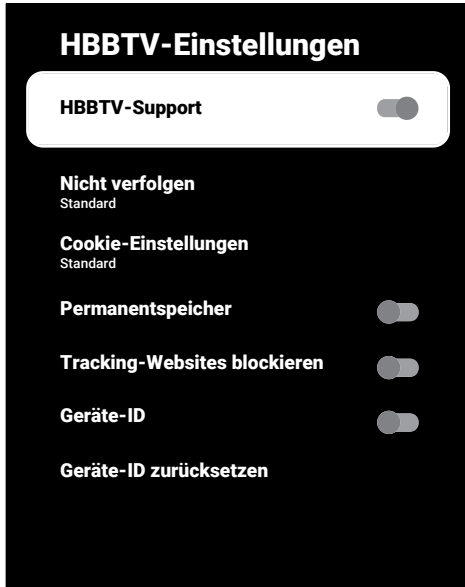 HBBTV-Einstellungen
HBBTV-Support
Nicht verfolgen
Standard
Cookie-Einstellungen
Standard
Permanentspeicher
Tracking-Websites blockieren
Geräte-ID
Geräte-ID zurücksetzen